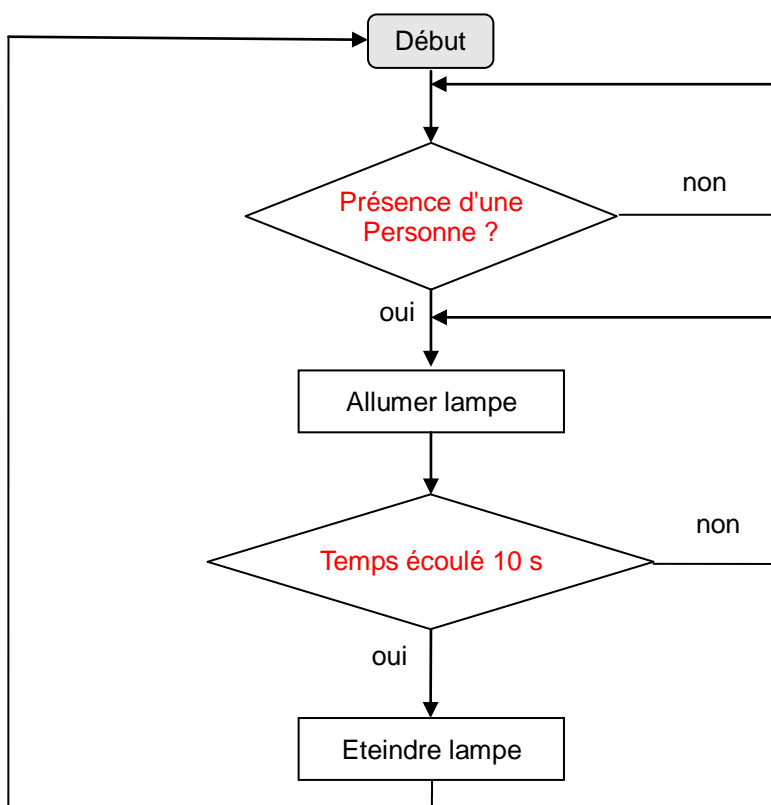 Début
non
Présence d'une
Personne ?
oui
Allumer lampe
non
Temps écoulé 10 s
oui
Eteindre lampe